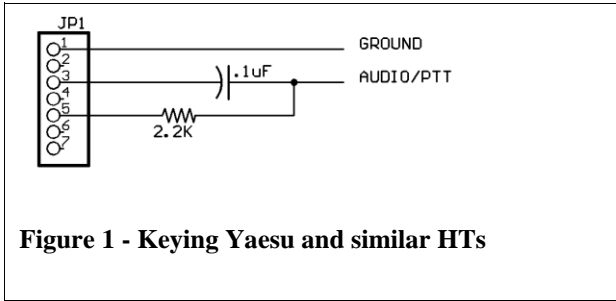 JP1
1
2
3
4
5
6
7
GROUND
.1uF
AUDIO/PTT
2.2K
Figure 1 - Keying Yaesu and similar HTs